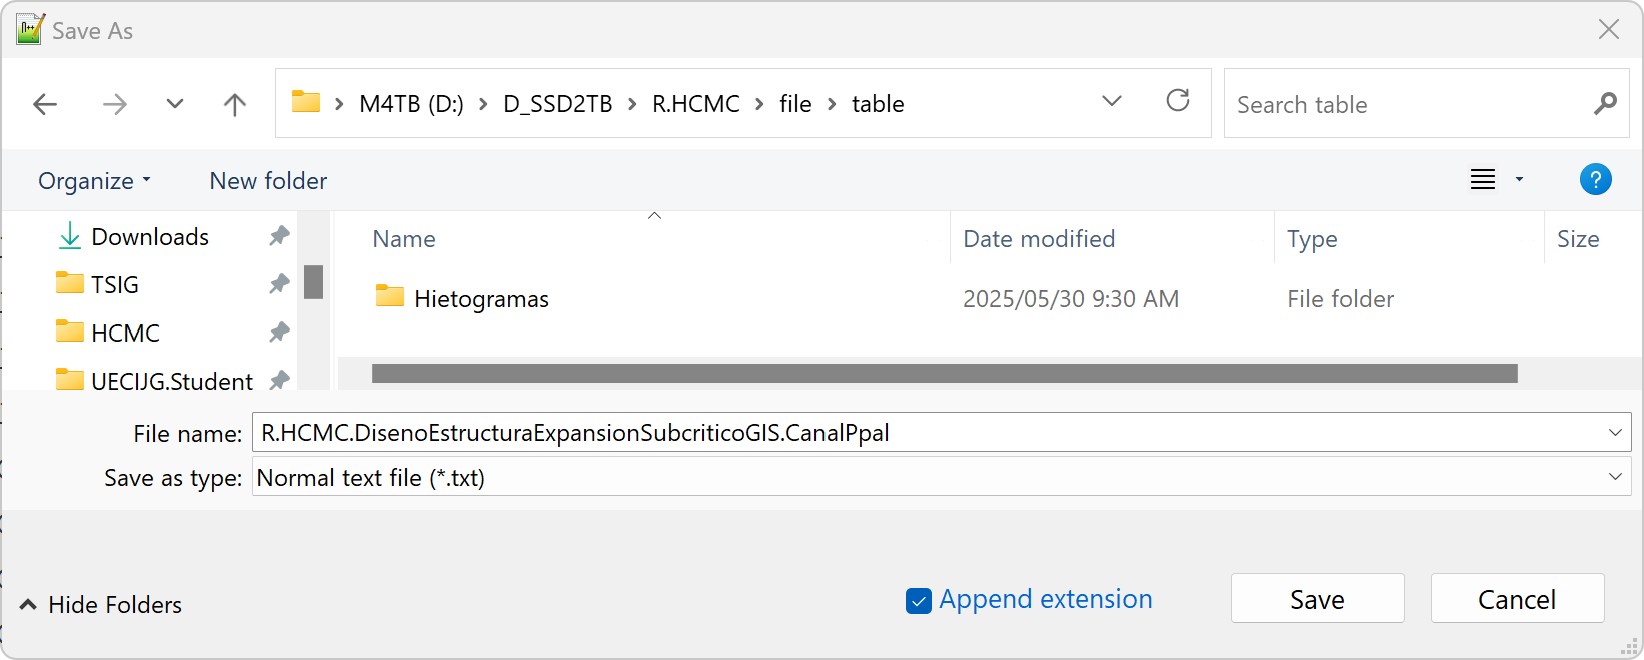 Save As
M4TB (D:) > D_SSD2TB > R.HCMC > file > table
Search table
Organize
New folder
?
Downloads
TSIG
HCMC
UECIJG.Student
Name
Date modified
Type
Size
Hietogramas
2025/05/30 9:30 AM
File folder
File name: R.HCMC.DisenoEstructuraExpansionSubcriticoGIS.CanalPpal
Save as type: Normal text file (*.txt)
Hide Folders
Append extension
Save
Cancel